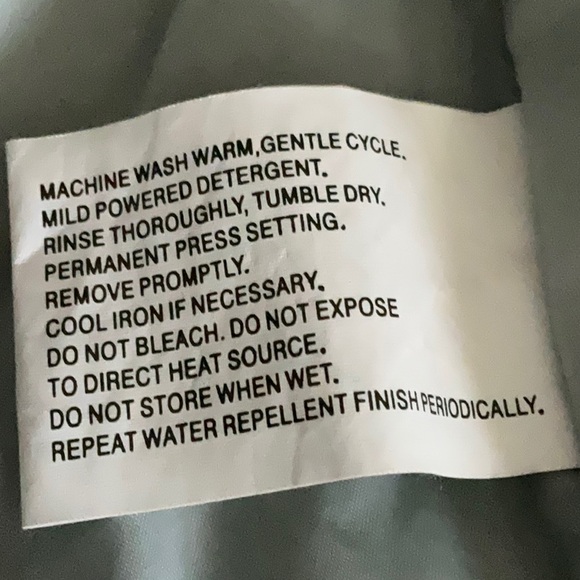 MACHINE WASH WARM,GENTLE CYCLE.
MILD POWERED DETERGENT.
RINSE THOROUGHLY, TUMBLE DRY.
PERMANENT PRESS SETTING.
REMOVE PROMPTLY.
COOL IRON IF NECESSARY.
DO NOT BLEACH. DO NOT EXPOSE
TO DIRECT HEAT SOURCE.
DO NOT STORE WHEN WET.
REPEAT WATER REPELLENT FINISH PERIODICALLY.